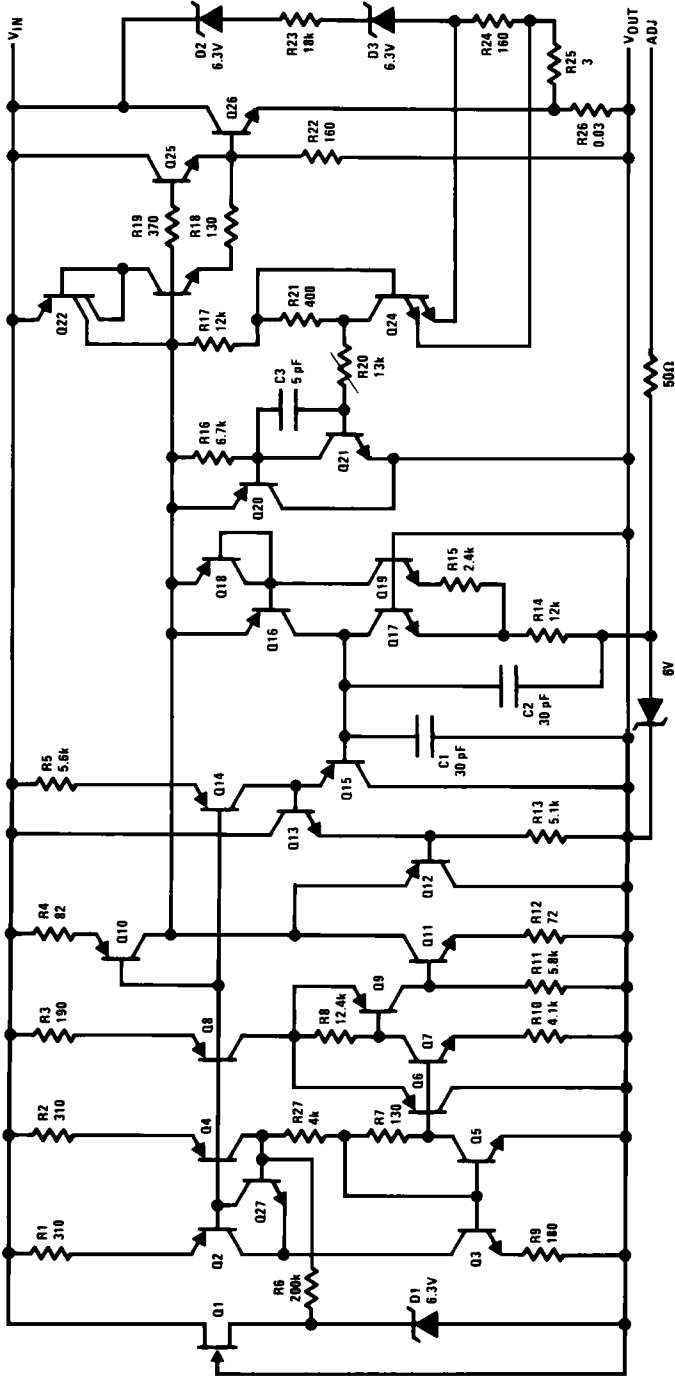 VIN
R1
310
R2
310
R3
190
R4
82
R5
5.6k
Q1
Q2
Q4
Q8
Q10
Q14
Q22
Q25
Q26
D2
6.3V
R23
18k
D3
6.3V
R24
160
R25
3
R26
0.03
R22
160
R19
370
R18
130
R17
12k
R21
400
Q24
R20
13k
C3
5 pF
R16
6.7k
Q20
Q21
Q18
Q16
Q19
Q17
R15
2.4k
R14
12k
C2
30 pF
C1
30 pF
Q15
Q13
Q12
R13
5.1k
Q11
R12
72
R11
5.8k
R10
4.1k
Q9
R8
12.4k
Q7
Q6
R27
4k
R7
130
Q5
Q27
Q3
R9
180
R6
200k
D1
6.3V
6V
50Ω
VOUT
ADJ